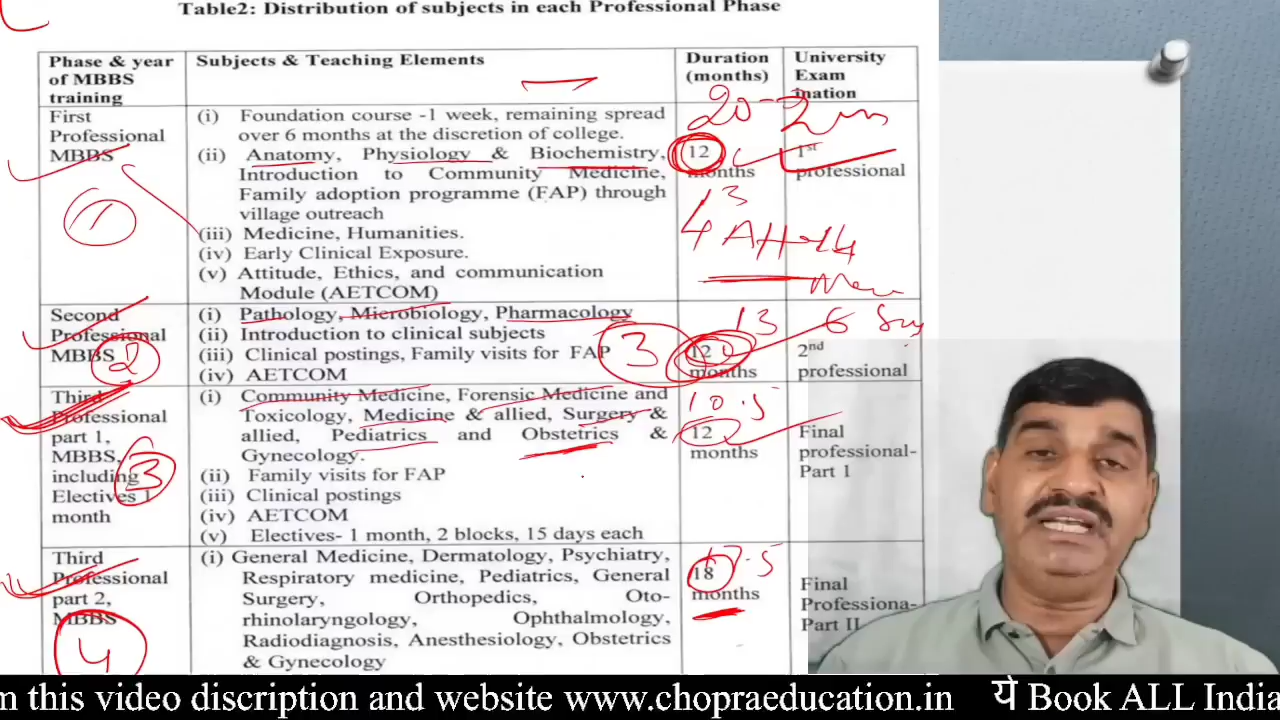 Table2: Distribution of subjects in each Professional Phase
Phase & year of MBBS training
Subjects & Teaching Elements
Duration (months)
University Exam ination
First Professional MBBS
(i) Foundation course -1 week, remaining spread
over 6 months at the discretion of college.
(ii) Anatomy, Physiology & Biochemistry,
Introduction to Community Medicine,
Family adoption programme (FAP) through
village outreach
(iii) Medicine, Humanities.
(iv) Early Clinical Exposure.
(v) Attitude, Ethics, and communication
Module (AETCOM)
12 months
1st professional
20-2
1
13
4
Second Professional MBBS
(i) Pathology, Microbiology, Pharmacology
(ii) Introduction to clinical subjects
(iii) Clinical postings, Family visits for FAP
(iv) AETCOM
12 months
2nd professional
2
3
13
6
Third Professional part 1, MBBS, including Electives 1 month
(i) Community Medicine, Forensic Medicine and
Toxicology, Medicine & allied, Surgery &
allied, Pediatrics and Obstetrics &
Gynecology.
(ii) Family visits for FAP
(iii) Clinical postings
(iv) AETCOM
(v) Electives- 1 month, 2 blocks, 15 days each
12 months
Final professional- Part 1
3
10.5
Third Professional part 2, MBBS
(i) General Medicine, Dermatology, Psychiatry,
Respiratory medicine, Pediatrics, General
Surgery, Orthopedics, Oto-
rhinolaryngology, Ophthalmology,
Radiodiagnosis, Anesthesiology, Obstetrics
& Gynecology
18 months
Final Professiona- Part II
4
17.5
m this video discription and website www.chopraeducation.in ये Book ALL India